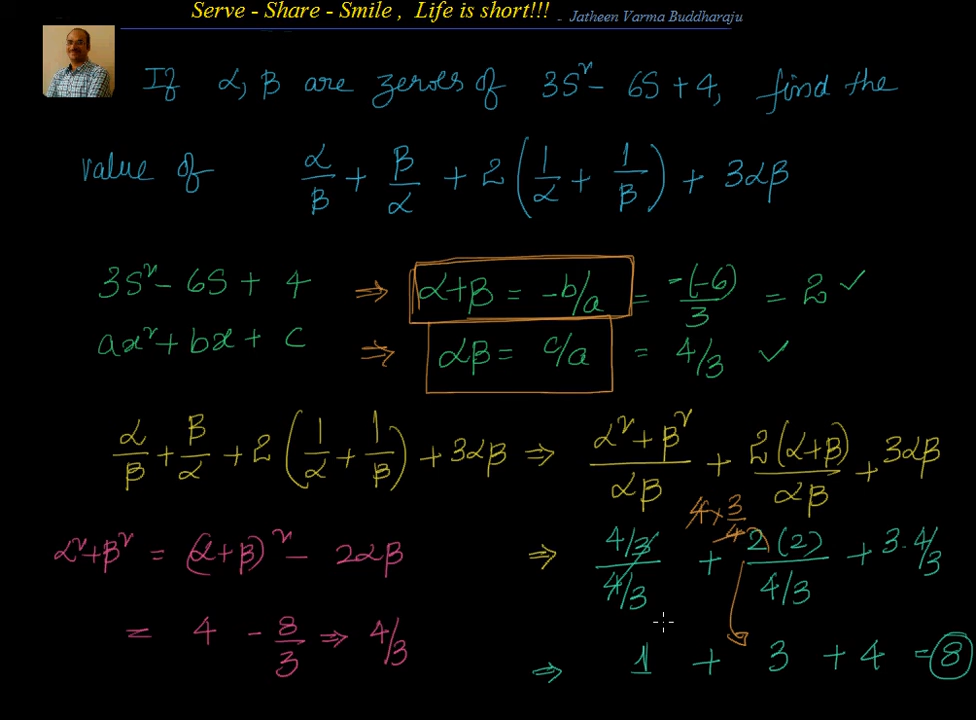 Serve - Share - Smile , Life is short!!! - Jatheen Varma Buddharaju
If α, β are zeroes of 3S² - 6S + 4, find the
value of α/β + β/α + 2(1/α + 1/β) + 3αβ
3S² - 6S + 4 ⇒ α+β = -b/a = -(-6)/3 = 2 ✓
ax² + bx + c ⇒ αβ = c/a = 4/3 ✓
α/β + β/α + 2(1/α + 1/β) + 3αβ ⇒ (α² + β²)/αβ + 2(α+β)/αβ + 3αβ
4×3/4
α²+β² = (α+β)² - 2αβ ⇒ (4/3)/(4/3) + 2(2)/(4/3) + 3·4/3
= 4 - 8/3 ⇒ 4/3
⇒ 1 + 3 + 4 = 8